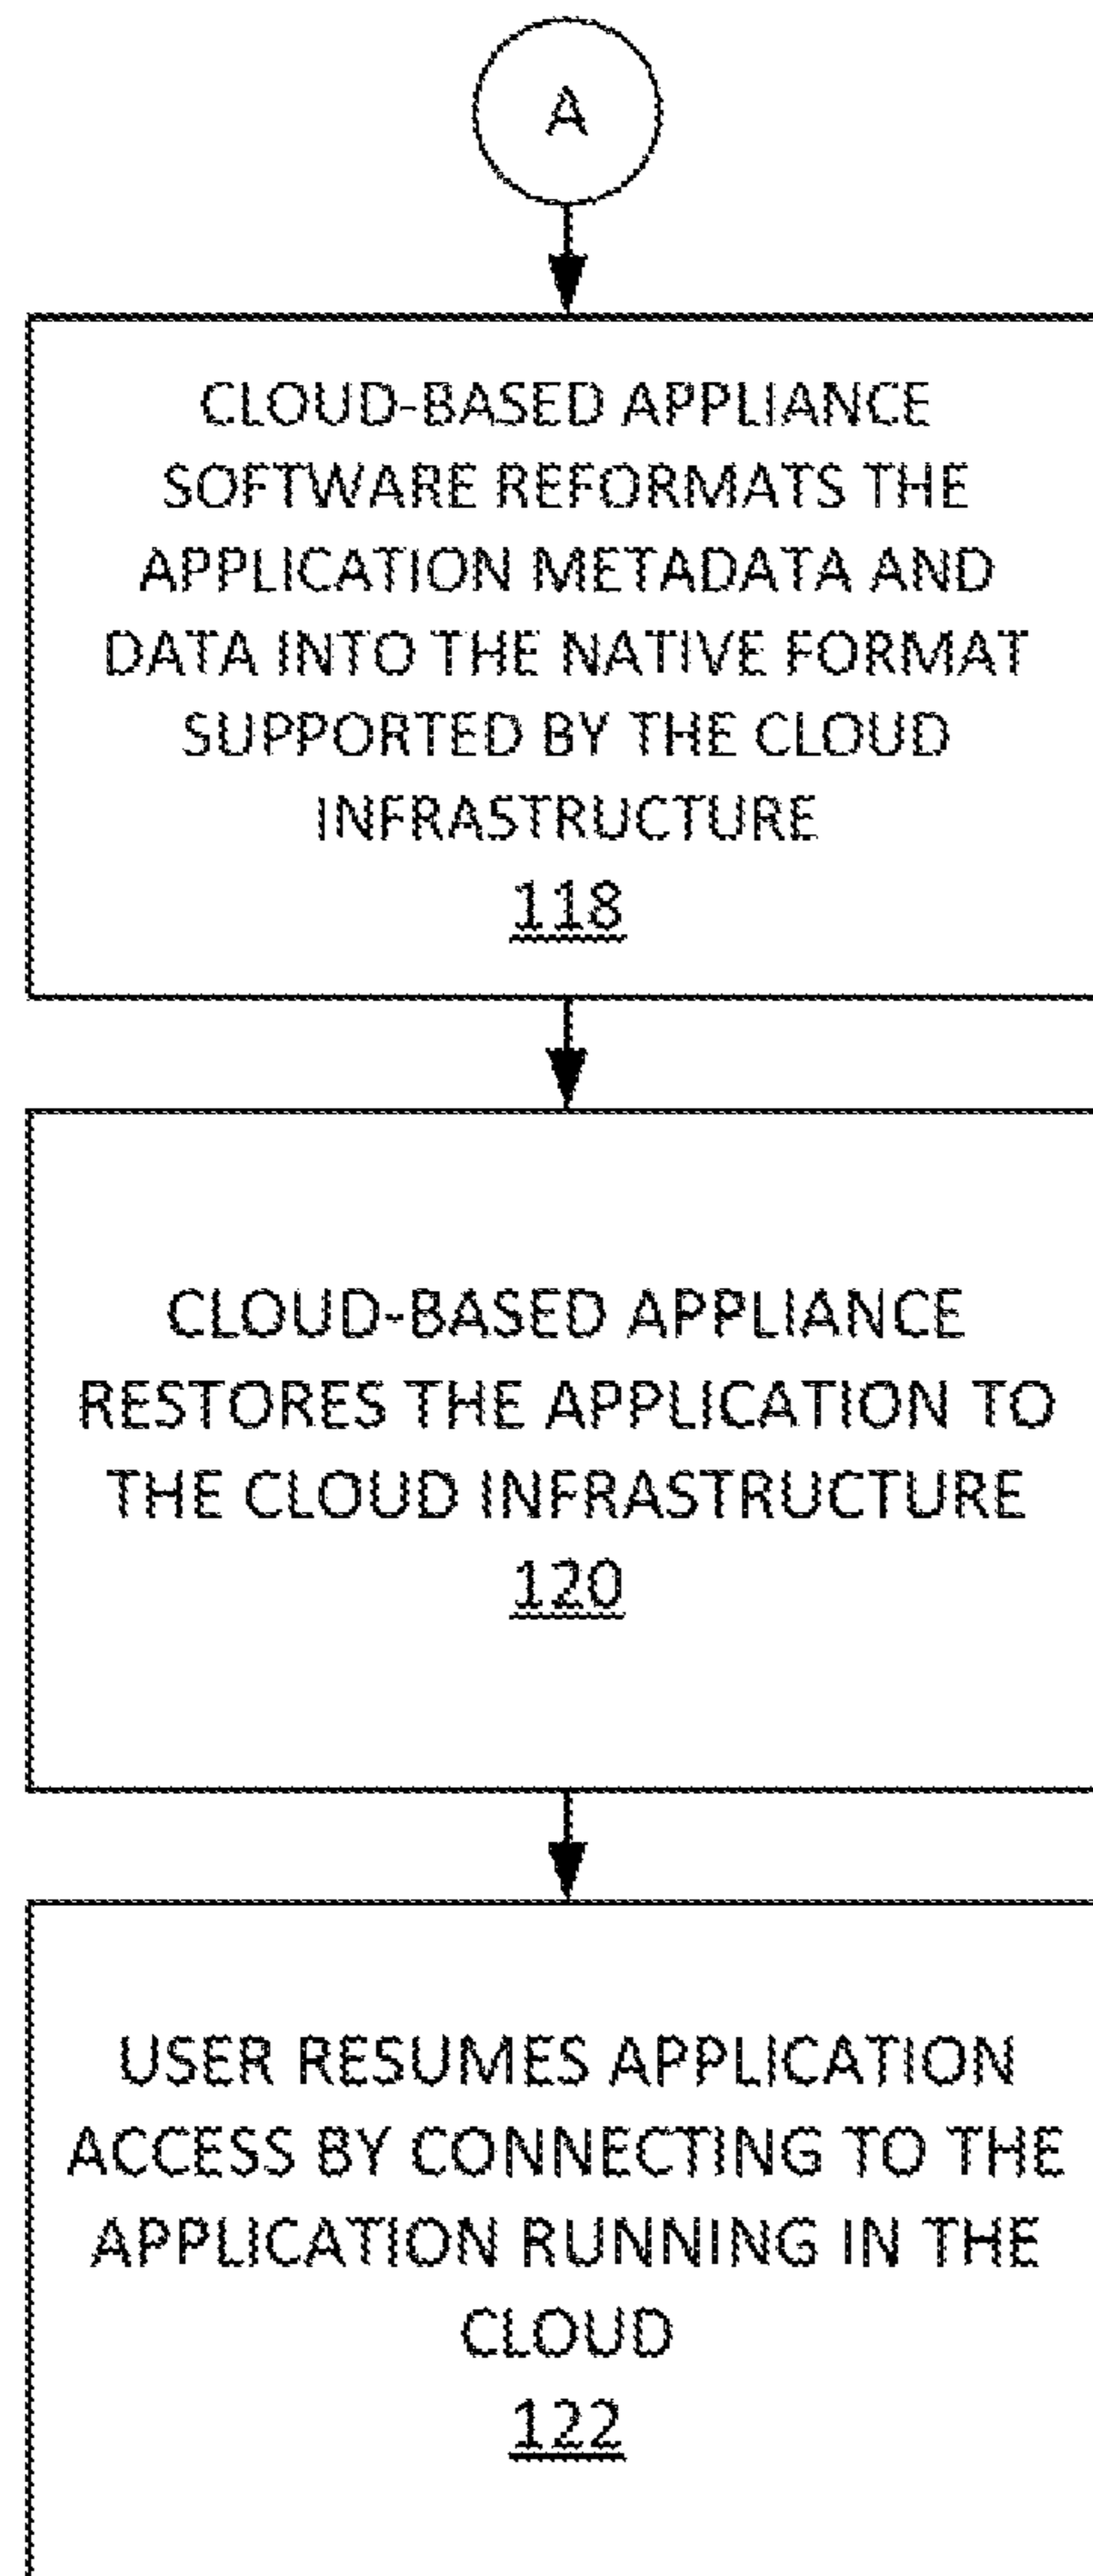 A
CLOUD-BASED APPLIANCE
SOFTWARE REFORMATS THE
APPLICATION METADATA AND
DATA INTO THE NATIVE FORMAT
SUPPORTED BY THE CLOUD
INFRASTRUCTURE
118
CLOUD-BASED APPLIANCE
RESTORES THE APPLICATION TO
THE CLOUD INFRASTRUCTURE
120
USER RESUMES APPLICATION
ACCESS BY CONNECTING TO THE
APPLICATION RUNNING IN THE
CLOUD
122